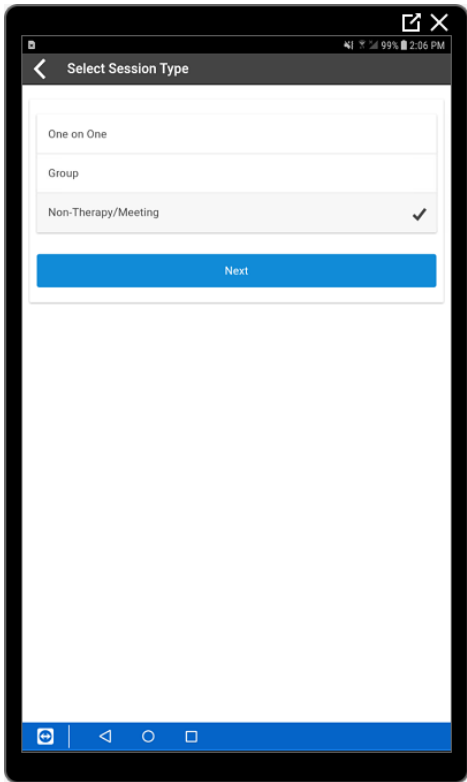 99% 2:06 PM
Select Session Type
One on One
Group
Non-Therapy/Meeting
Next